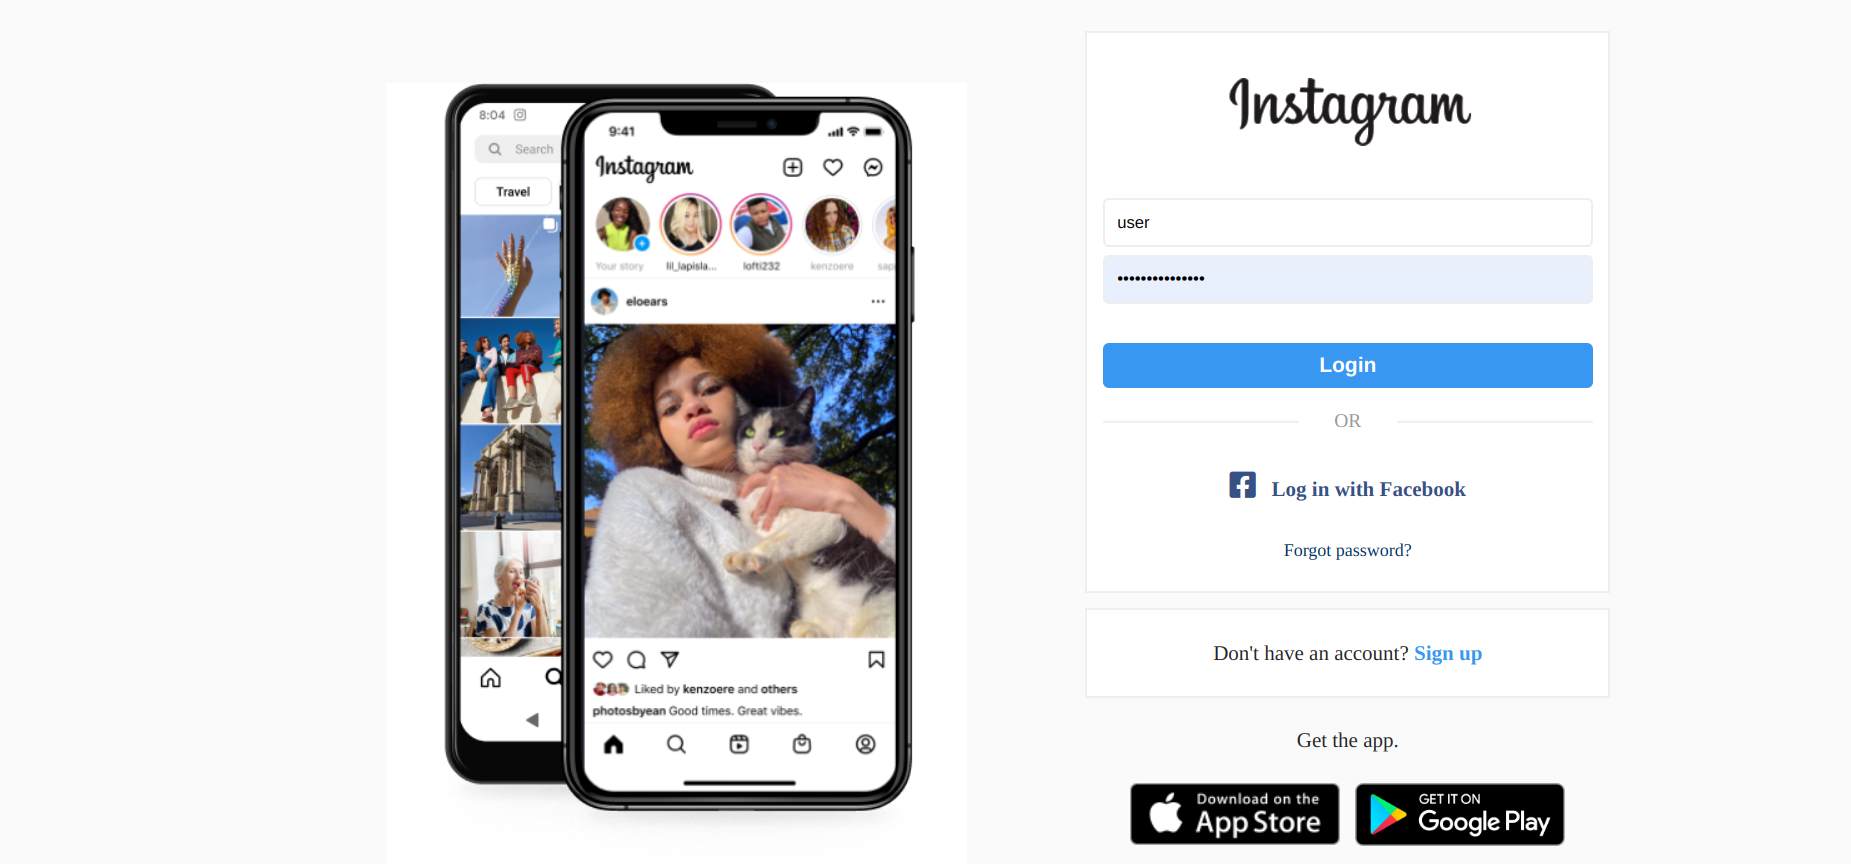 8:04
Search
Travel
9:41
Instagram
Your story
lil_lapisla...
lofti232
kenzoere
sap
eloears
Liked by kenzoere and others
photosbyean Good times. Great vibes.
Instagram
user
•••••••••••••••
Login
OR
Log in with Facebook
Forgot password?
Don't have an account? Sign up
Get the app.
Download on the
App Store
GET IT ON
Google Play